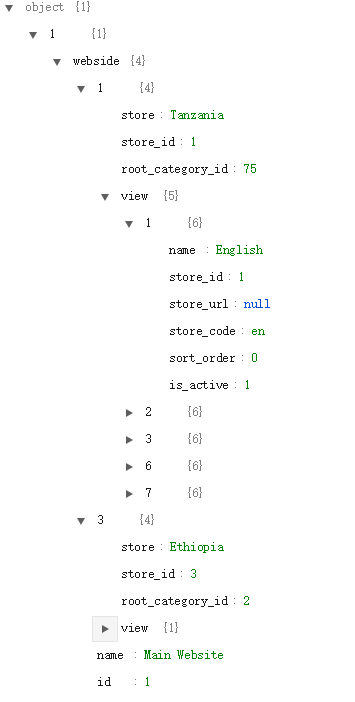 object {1}
1 {1}
webside {4}
1 {4}
store : Tanzania
store_id : 1
root_category_id : 75
view {5}
1 {6}
name : English
store_id : 1
store_url : null
store_code : en
sort_order : 0
is_active : 1
2 {6}
3 {6}
6 {6}
7 {6}
3 {4}
store : Ethiopia
store_id : 3
root_category_id : 2
view {1}
name : Main Website
id : 1